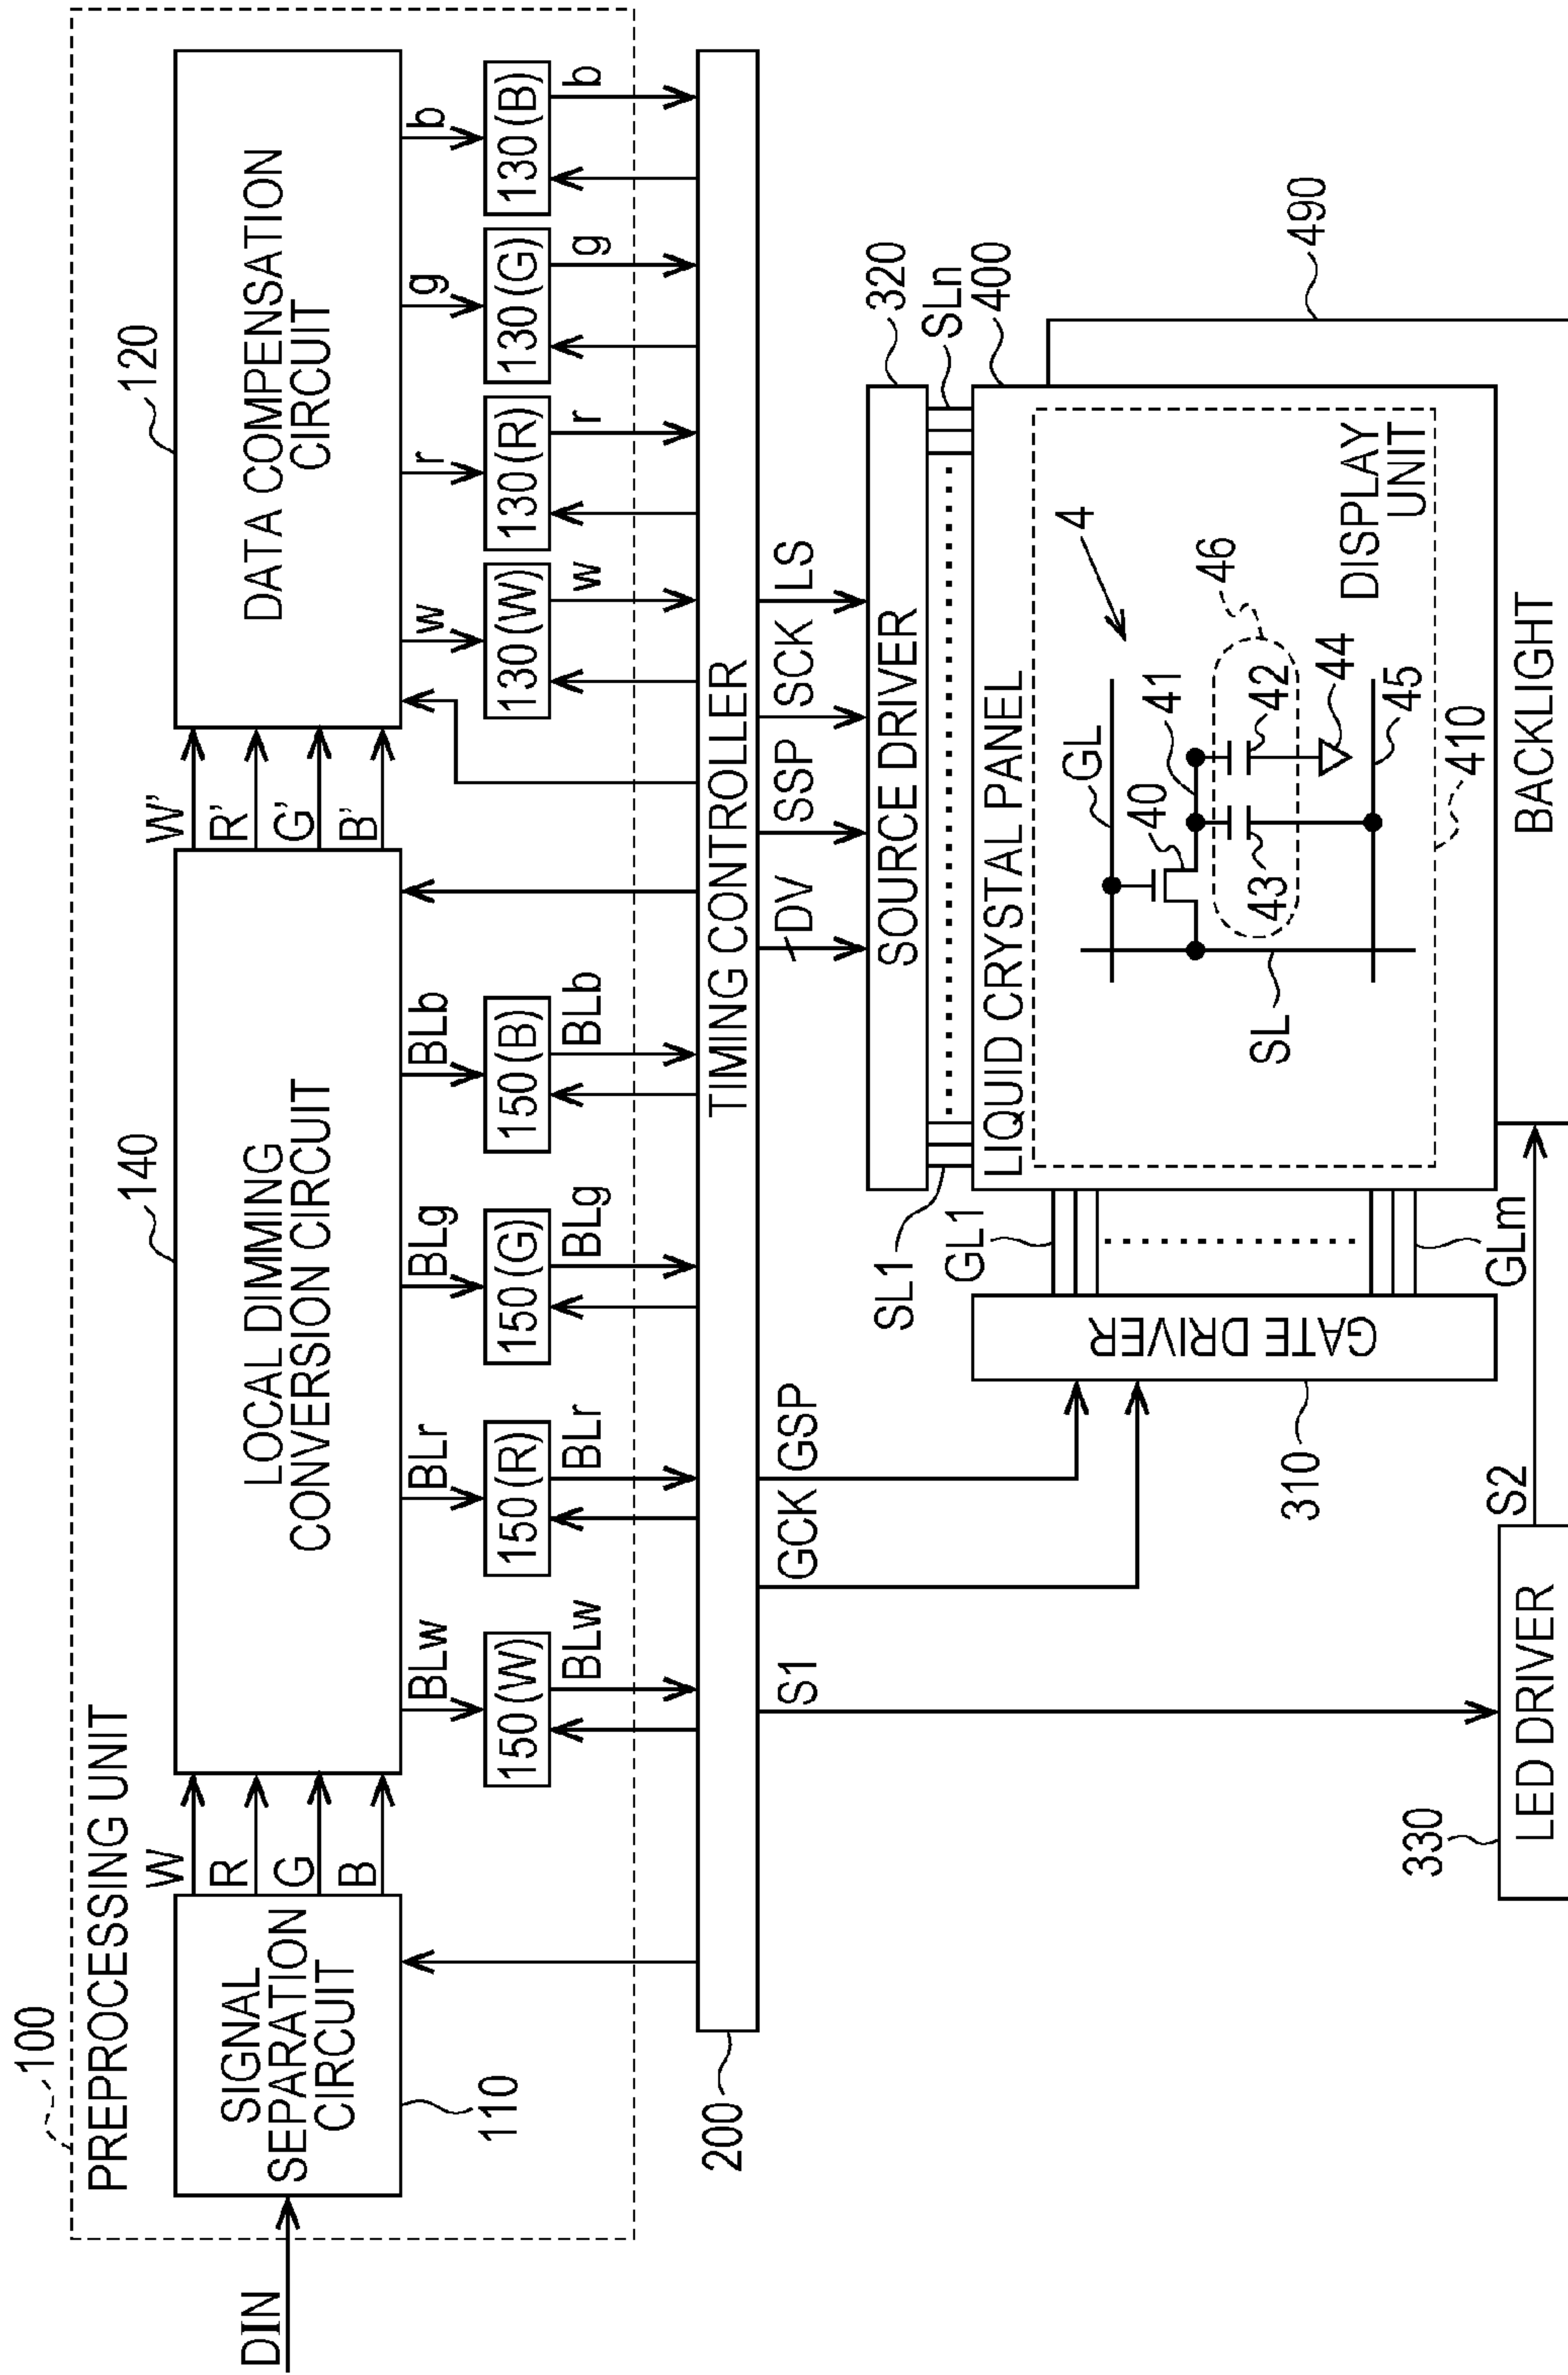 100
PREPROCESSING UNIT
DIN
SIGNAL
SEPARATION
CIRCUIT
110
W
R
G
B
140
LOCAL DIMMING
CONVERSION CIRCUIT
W'
R'
G'
B'
120
DATA COMPENSATION
CIRCUIT
BLw
BLr
BLg
BLb
w
r
g
b
150(W)
150(R)
150(G)
150(B)
130(W)
130(R)
130(G)
130(B)
BLw
BLr
BLg
BLb
w
r
g
b
200
TIMING CONTROLLER
S1
GCK
GSP
DV
SSP
SCK
LS
SOURCE DRIVER
320
SL1
SLn
GL1
LIQUID CRYSTAL PANEL
400
GATE DRIVER
310
GLm
GL
4
40
41
46
43
42
44
SL
45
DISPLAY
UNIT
410
490
BACKLIGHT
330
LED DRIVER
S2